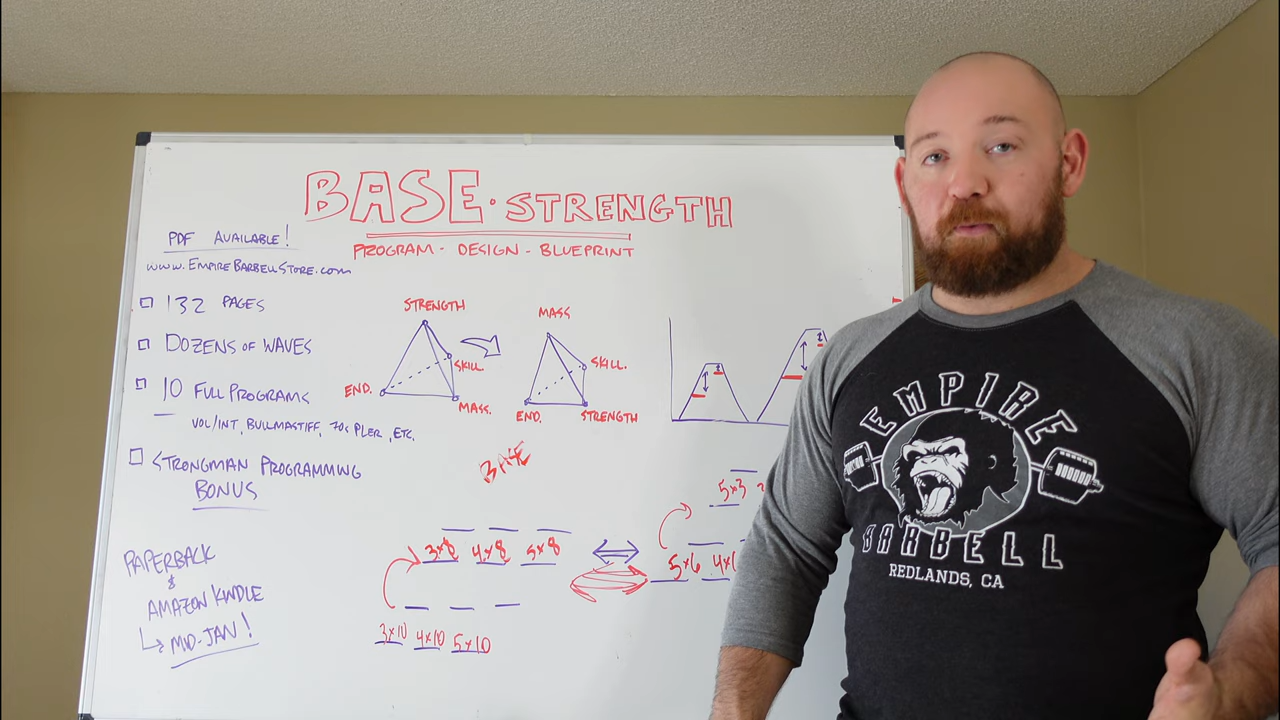 BASE · STRENGTH
PROGRAM - DESIGN - BLUEPRINT
PDF AVAILABLE!
www.EmpireBarbellStore.com
132 PAGES
DOZENS OF WAVES
10 FULL PROGRAMS
VOL/INT, BULLMASTIFF, 70s PLER, ETC.
STRONGMAN PROGRAMMING
BONUS
PAPERBACK
&
AMAZON KINDLE
MID-JAN!
STRENGTH
SKILL.
END.
MASS.
MASS
SKILL.
END.
STRENGTH
BASE
3x8 4x8 5x8
3x10 4x10 5x10
5x3
5x6
EMPIRE
BARBELL
REDLANDS, CA